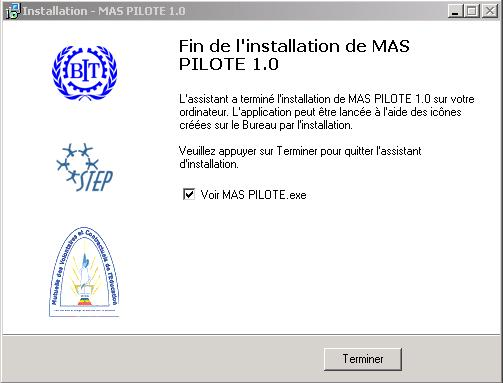 Installation - MAS PILOTE 1.0
Fin de l'installation de MAS
PILOTE 1.0
BIT
L'assistant a terminé l'installation de MAS PILOTE 1.0 sur votre
ordinateur. L'application peut être lancée à l'aide des icônes
créées sur le Bureau par l'installation.
Veuillez appuyer sur Terminer pour quitter l'assistant
d'installation.
STEP
Voir MAS PILOTE.exe
Mutuelle des Volontaires et Contractuels de l'Education
Terminer